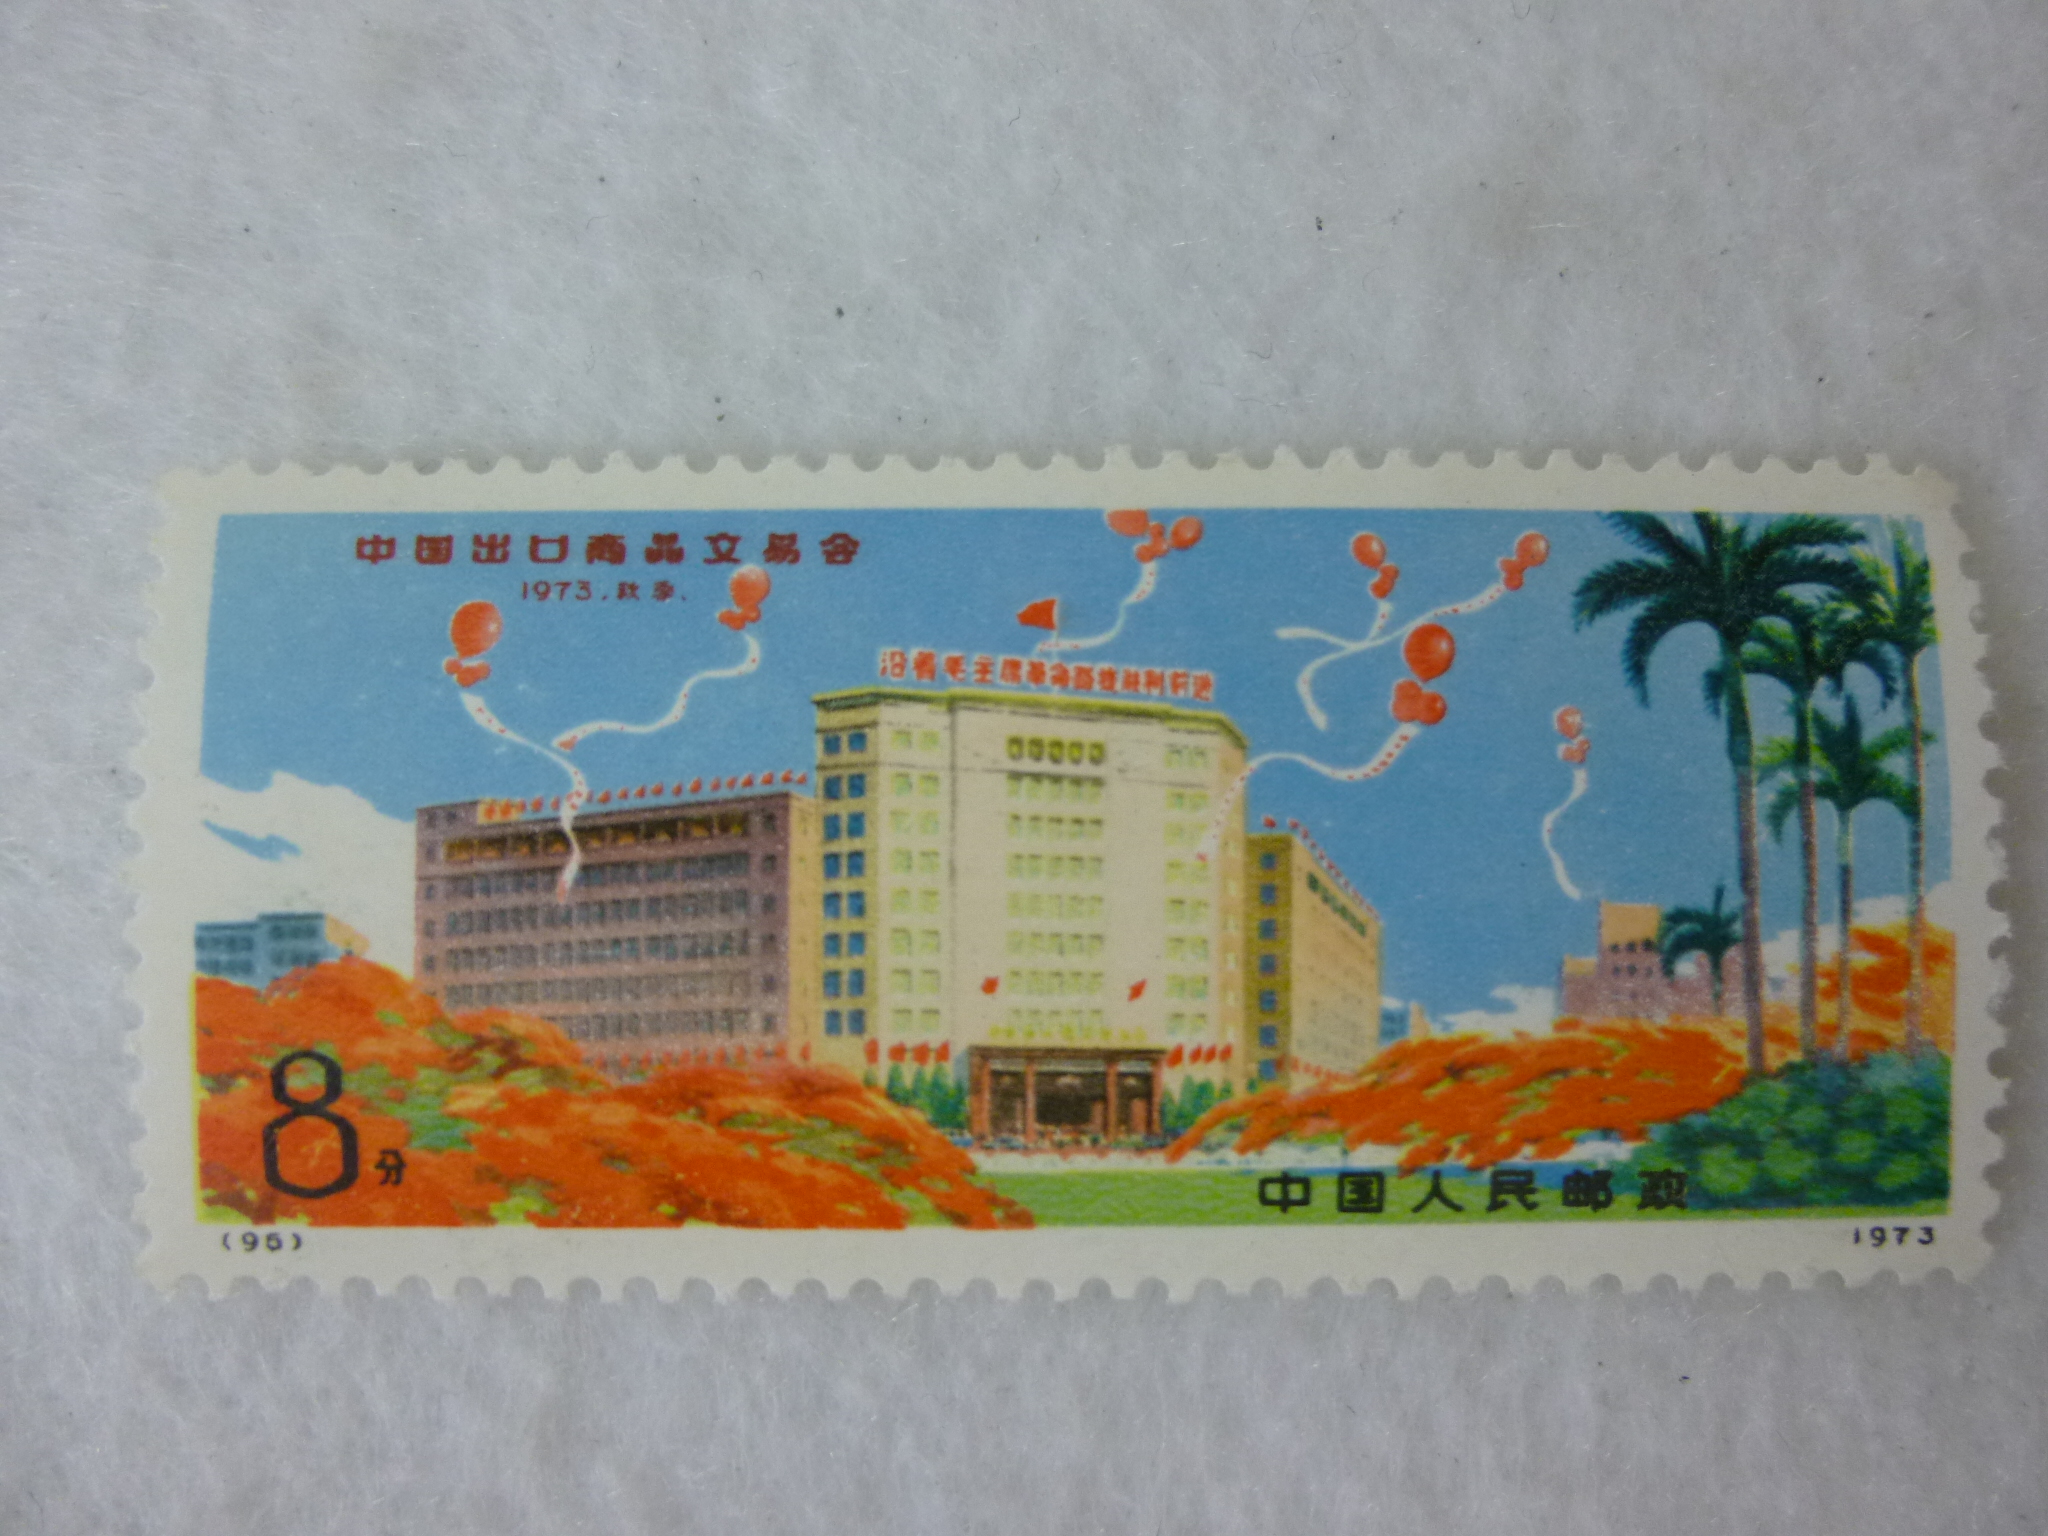 中国出口商品交易会
1973.秋季.
沿着毛主席革命路线胜利前进
8分
中国人民邮政
(95)
1973